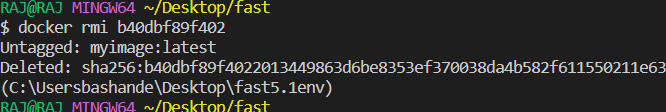 RAJ@RAJ MINGW64 ~/Desktop/fast
$ docker rmi b40dbf89f402
Untagged: myimage:latest
Deleted: sha256:b40dbf89f4022013449863d6be8353ef370038da4b582f611550211e63
(C:\Usersbashande\Desktop\fast5.1env)
RAJ@RAJ MINGW64 ~/Desktop/fast